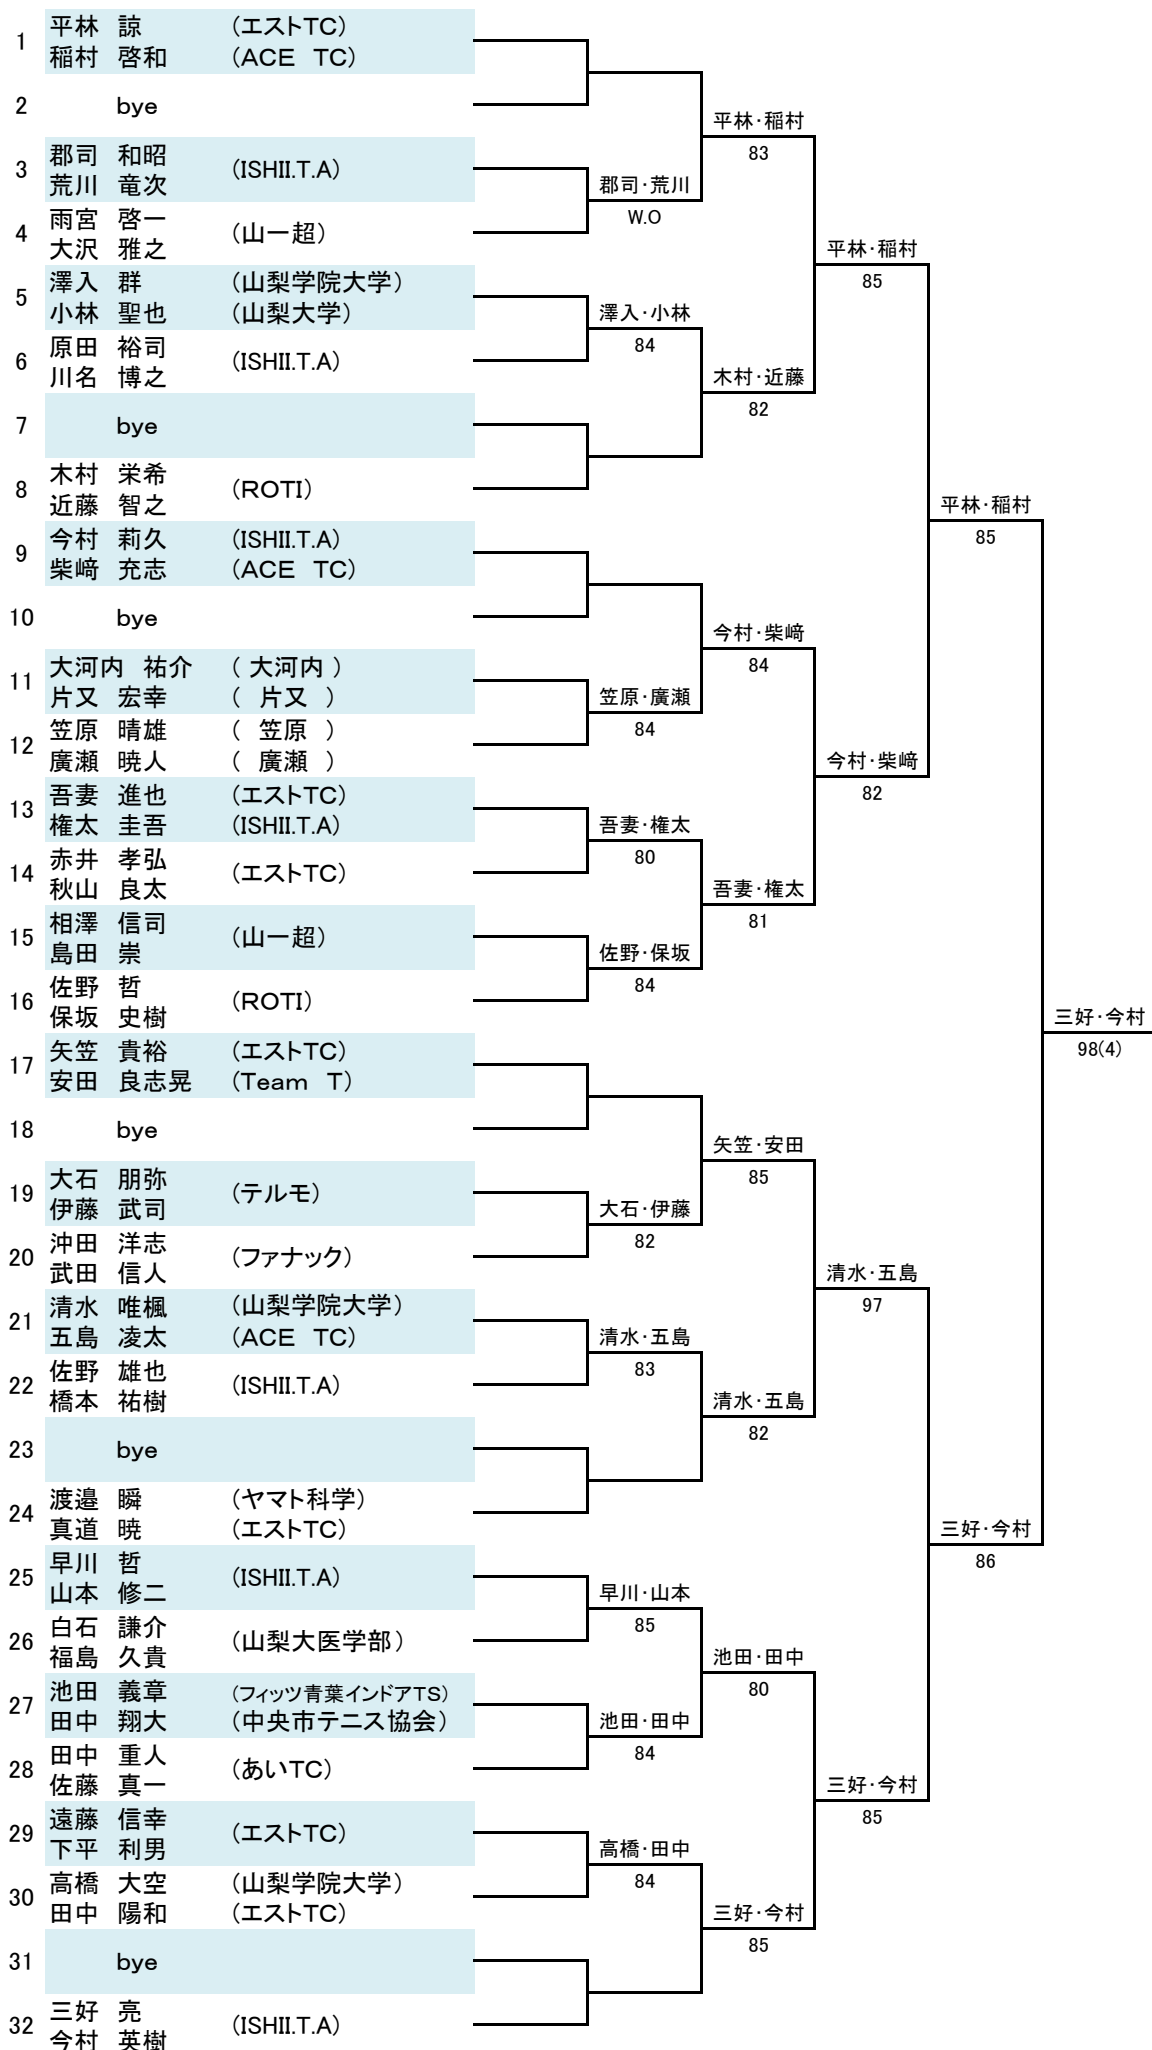 1 平林 諒 (エストTC)
稲村 啓和 (ACE TC)
2 bye
平林・稲村
83
3 郡司 和昭 (ISHII.T.A)
荒川 竜次
郡司・荒川
W.O
4 雨宮 啓一 (山一超)
大沢 雅之
平林・稲村
85
5 澤入 群 (山梨学院大学)
小林 聖也 (山梨大学)
澤入・小林
84
6 原田 裕司 (ISHII.T.A)
川名 博之
木村・近藤
82
7 bye
8 木村 栄希 (ROTI)
近藤 智之
平林・稲村
85
9 今村 莉久 (ISHII.T.A)
柴﨑 充志 (ACE TC)
10 bye
今村・柴﨑
84
11 大河内 祐介 ( 大河内 )
片又 宏幸 ( 片又 )
笠原・廣瀬
84
12 笠原 晴雄 ( 笠原 )
廣瀬 暁人 ( 廣瀬 )
今村・柴﨑
82
13 吾妻 進也 (エストTC)
権太 圭吾 (ISHII.T.A)
吾妻・権太
80
14 赤井 孝弘 (エストTC)
秋山 良太
吾妻・権太
81
15 相澤 信司 (山一超)
島田 崇
佐野・保坂
84
16 佐野 哲 (ROTI)
保坂 史樹
三好・今村
98(4)
17 矢笠 貴裕 (エストTC)
安田 良志晃 (Team T)
18 bye
矢笠・安田
85
19 大石 朋弥 (テルモ)
伊藤 武司
大石・伊藤
82
20 沖田 洋志 (ファナック)
武田 信人
清水・五島
97
21 清水 唯楓 (山梨学院大学)
五島 凌太 (ACE TC)
清水・五島
83
22 佐野 雄也 (ISHII.T.A)
橋本 祐樹
清水・五島
82
23 bye
24 渡邉 瞬 (ヤマト科学)
真道 暁 (エストTC)
三好・今村
86
25 早川 哲 (ISHII.T.A)
山本 修二
早川・山本
85
26 白石 謙介 (山梨大医学部)
福島 久貴
池田・田中
80
27 池田 義章 (フィッツ青葉インドアTS)
田中 翔大 (中央市テニス協会)
池田・田中
84
28 田中 重人 (あいTC)
佐藤 真一
三好・今村
85
29 遠藤 信幸 (エストTC)
下平 利男
高橋・田中
84
30 高橋 大空 (山梨学院大学)
田中 陽和 (エストTC)
三好・今村
85
31 bye
32 三好 亮 (ISHII.T.A)
今村 英樹